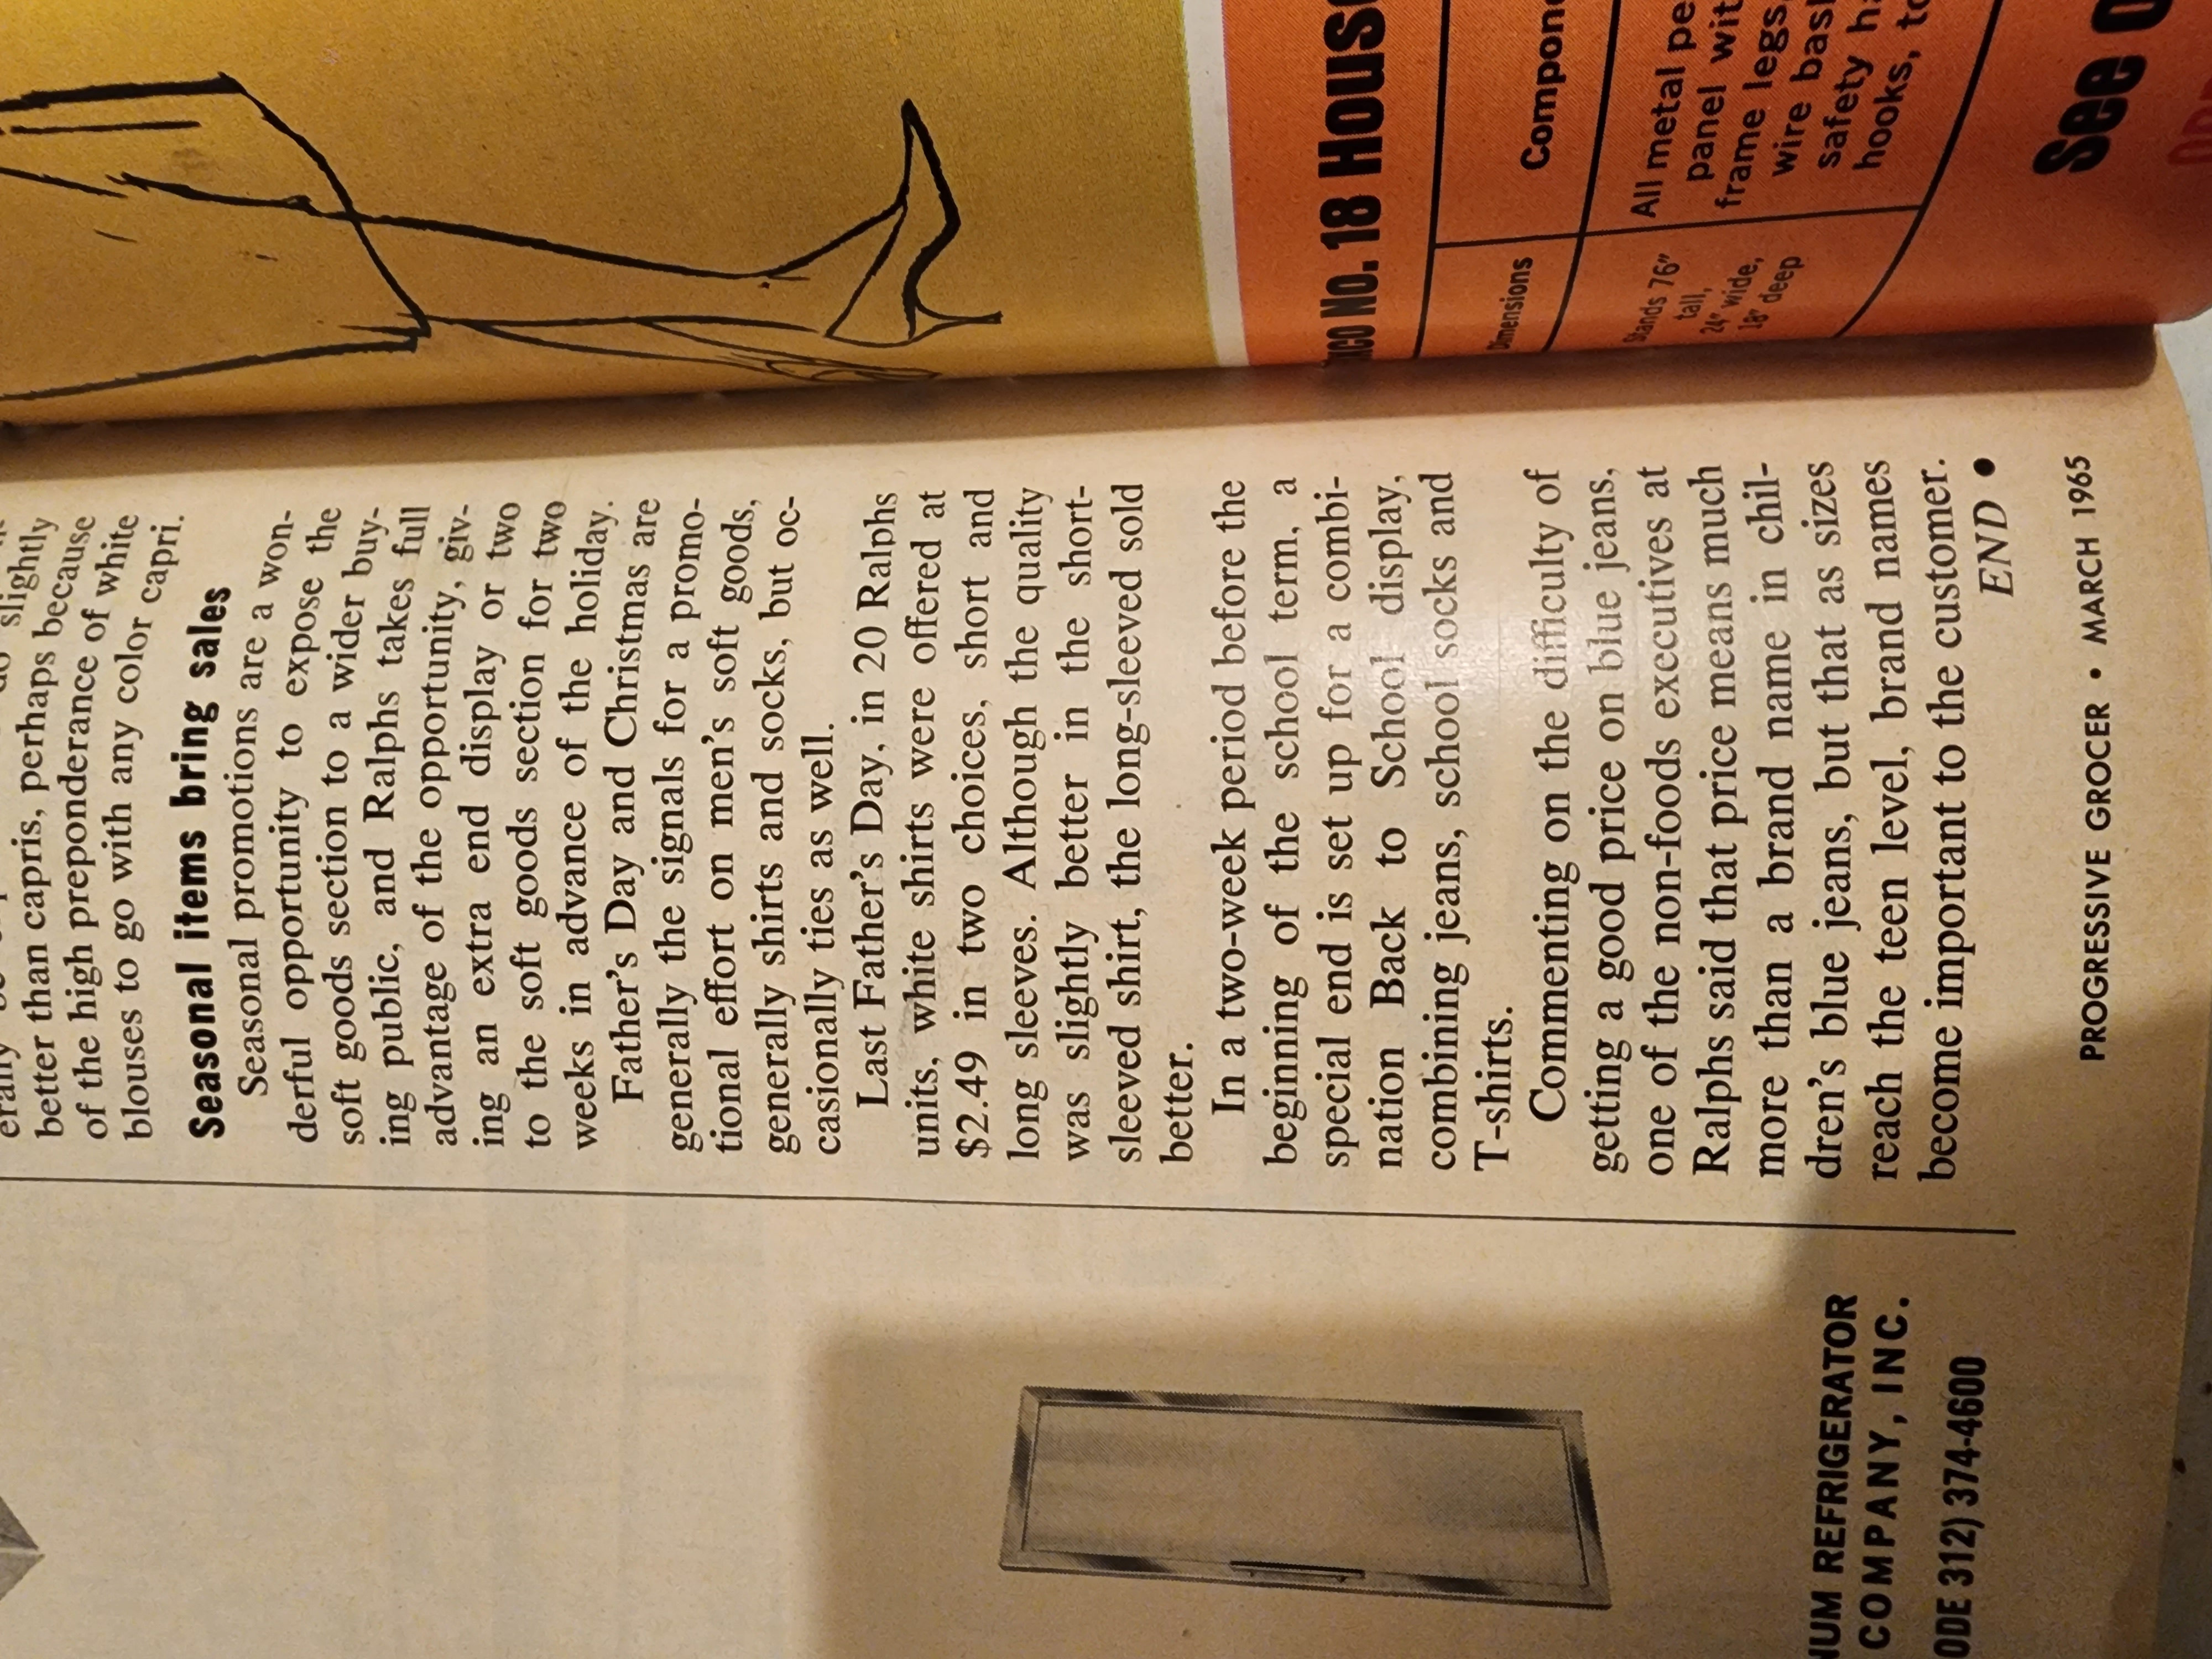 slightly
better than capris, perhaps because
of the high preponderance of white
blouses to go with any color capri.
Seasonal items bring sales
Seasonal promotions are a won-
derful opportunity to expose the
soft goods section to a wider buy-
ing public, and Ralphs takes full
advantage of the opportunity, giv-
ing an extra end display or two
to the soft goods section for two
weeks in advance of the holiday.
Father's Day and Christmas are
generally the signals for a promo-
tional effort on men's soft goods,
generally shirts and socks, but oc-
casionally ties as well.
Last Father's Day, in 20 Ralphs
units, white shirts were offered at
$2.49 in two choices, short and
long sleeves. Although the quality
was slightly better in the short-
sleeved shirt, the long-sleeved sold
better.
In a two-week period before the
beginning of the school term, a
special end is set up for a combi-
nation Back to School display,
combining jeans, school socks and
T-shirts.
Commenting on the difficulty of
getting a good price on blue jeans,
one of the non-foods executives at
Ralphs said that price means much
more than a brand name in chil-
dren's blue jeans, but that as sizes
reach the teen level, brand names
become important to the customer.
END •
PROGRESSIVE GROCER • MARCH 1965
NUM REFRIGERATOR
COMPANY, INC.
ODE 312) 374-4600
No. 18 Hous
Dimensions
Compon
Stands 76"
tall,
24" wide,
18" deep
All metal pe
panel wit
frame legs,
wire bas
safety ha
hooks, to
See o